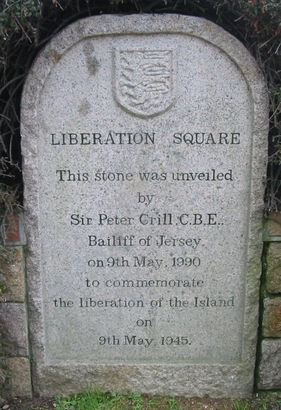 LIBERATION SQUARE
This stone was unveiled
by
Sir Peter Crill, C.B.E.,
Bailiff of Jersey
on 9th May, 1990
to commemorate
the liberation of the Island
on
9th May 1945.